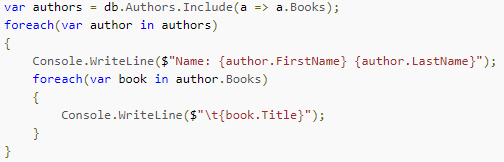 var authors = db.Authors.Include(a => a.Books);
foreach(var author in authors)
{
    Console.WriteLine($"Name: {author.FirstName} {author.LastName}");
    foreach(var book in author.Books)
    {
        Console.WriteLine($"\t{book.Title}");
    }
}